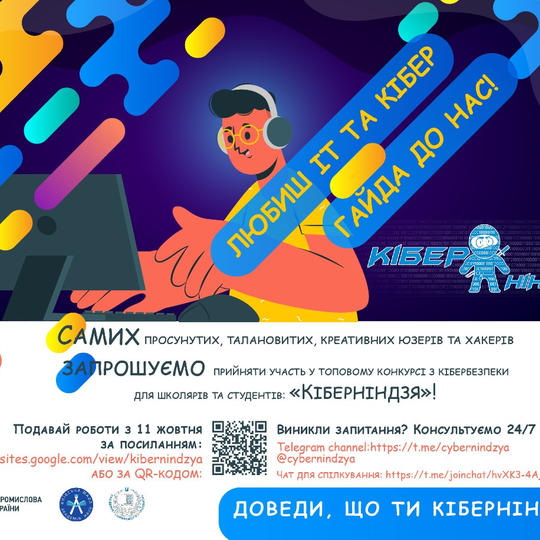 ЛЮБИШ ІТ ТА КІБЕР
ГАЙДА ДО НАС!
КІБЕР
НІН
САМИХ ПРОСУНУТИХ, ТАЛАНОВИТИХ, КРЕАТИВНИХ ЮЗЕРІВ ТА ХАКЕРІВ
ЗАПРОШУЄМО ПРИЙНЯТИ УЧАСТЬ У ТОПОВОМУ КОНКУРСІ З КІБЕРБЕЗПЕКИ
ДЛЯ ШКОЛЯРІВ ТА СТУДЕНТІВ: «КІБЕРНІНДЗЯ»!
Подавай роботи з 11 жовтня
за посиланням:
sites.google.com/view/kibernindzya
АБО ЗА QR-КОДОМ:
Виникли запитання? Консультуємо 24/7
Telegram channel:https://t.me/cybernindzya
@cybernindzya
Чат для спілкування: https://t.me/joinchat/hvXK3-4A
ПРОМИСЛОВА
РАЇНИ
ДОВЕДИ, ЩО ТИ КІБЕРНІН